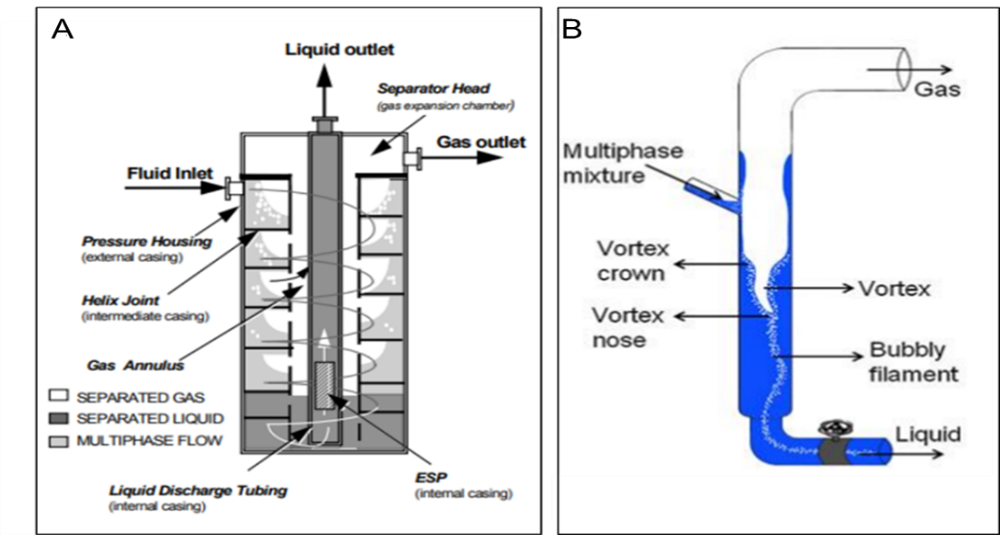 A
Liquid outlet
Separator Head
(gas expansion chamber)
Gas outlet
Fluid Inlet
Pressure Housing
(external casing)
Helix Joint
(intermediate casing)
Gas Annulus
SEPARATED GAS
SEPARATED LIQUID
MULTIPHASE FLOW
Liquid Discharge Tubing
(internal casing)
ESP
(internal casing)
B
Gas
Multiphase
mixture
Vortex
crown
Vortex
Vortex
nose
Bubbly
filament
Liquid